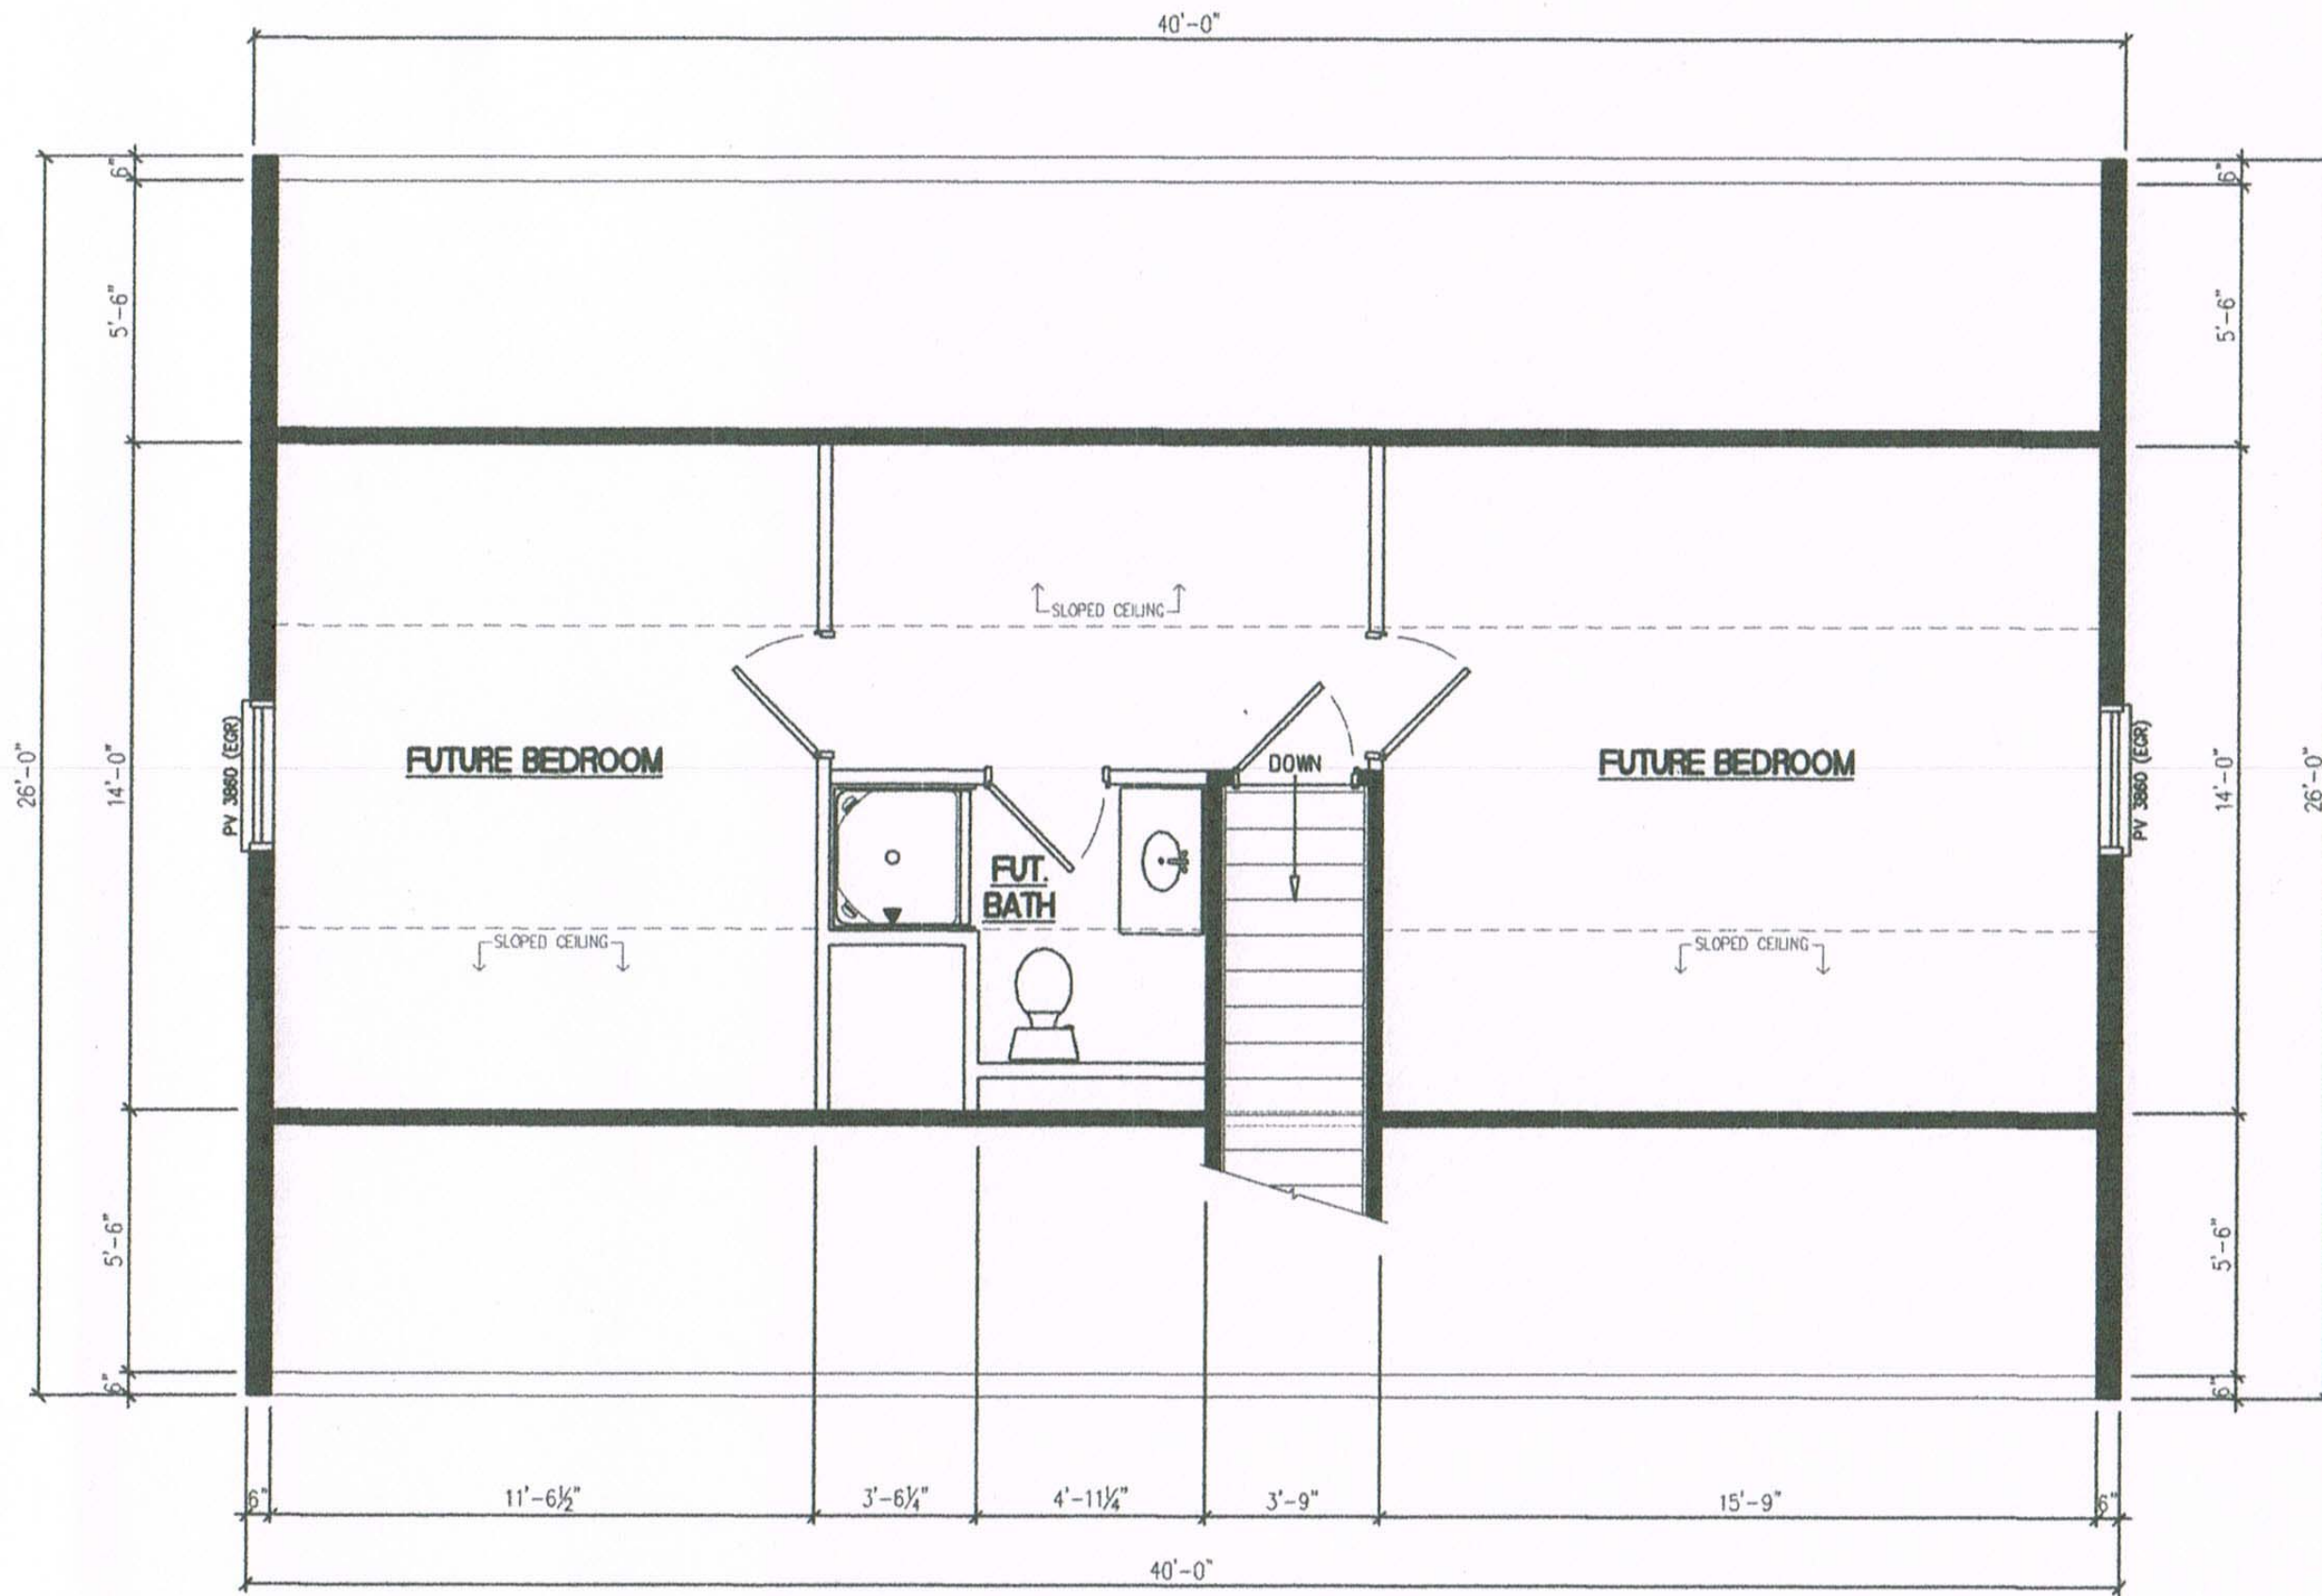 40'-0"
6"
6"
5'-6"
5'-6"
SLOPED CEILING
PV 3860 (EGR)
FUTURE BEDROOM
DOWN
FUTURE BEDROOM
PV 3860 (EGR)
26'-0"
14'-0"
14'-0"
26'-0"
FUT.
BATH
SLOPED CEILING
SLOPED CEILING
5'-6"
5'-6"
6"
6"
6"
11'-6½"
3'-6¼"
4'-11¼"
3'-9"
15'-9"
6"
40'-0"